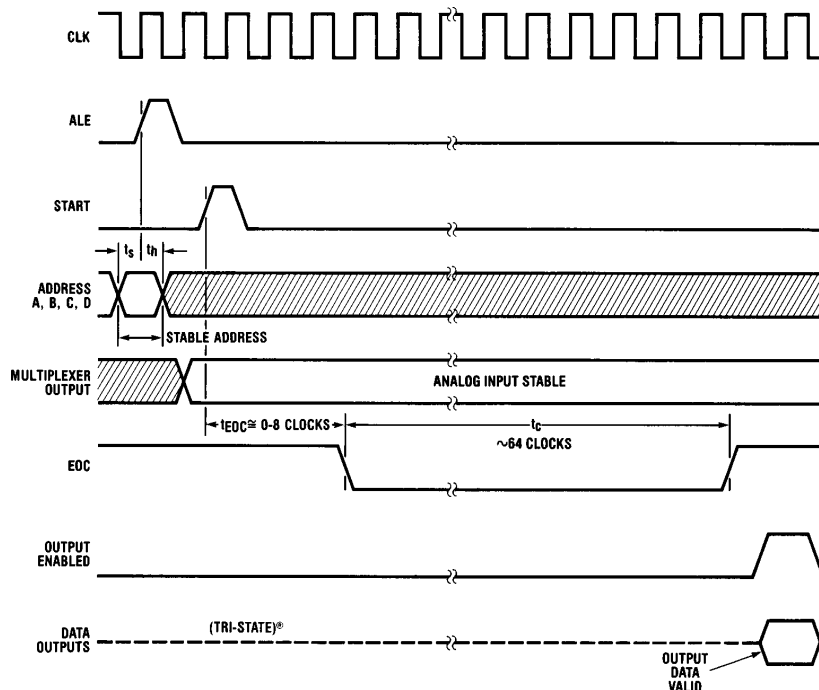 CLK
ALE
START
ts th
ADDRESS
A, B, C, D
STABLE ADDRESS
MULTIPLEXER
OUTPUT
ANALOG INPUT STABLE
tEOC≅ 0-8 CLOCKS
tC
∼64 CLOCKS
EOC
OUTPUT
ENABLED
DATA
OUTPUTS
(TRI-STATE)®
OUTPUT
DATA
VALID